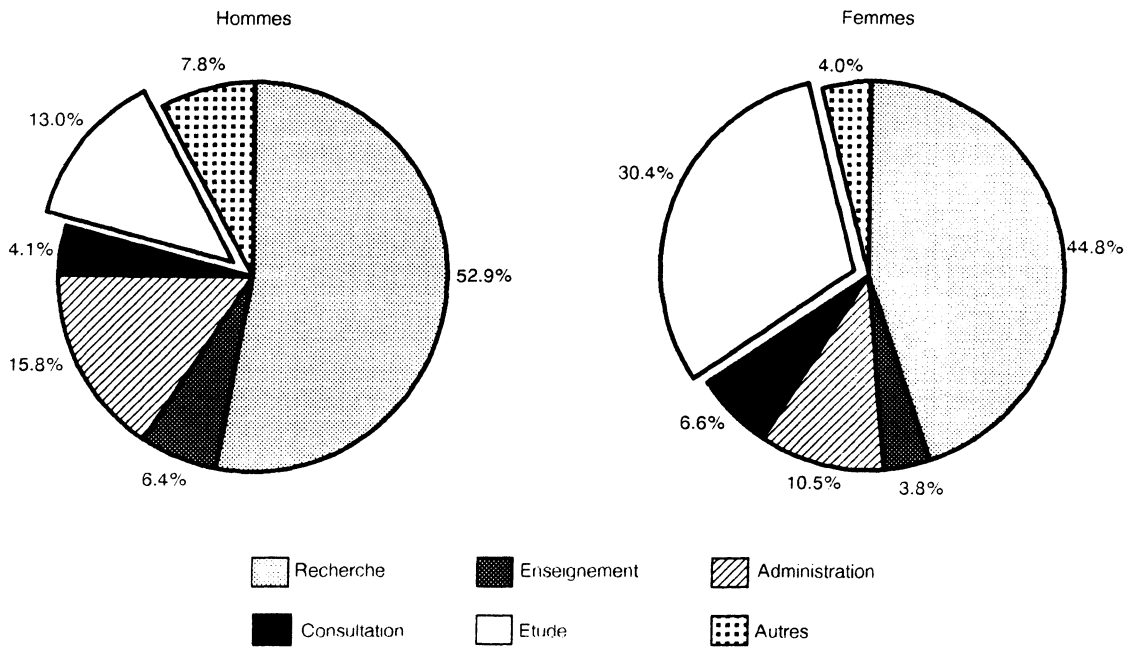 Hommes
7.8%
13.0%
4.1%
15.8%
6.4%
52.9%
Femmes
4.0%
30.4%
44.8%
6.6%
10.5%
3.8%
Recherche
Enseignement
Administration
Consultation
Etude
Autres